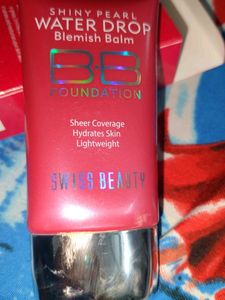 SHINY PEARL
WATER DROP
Blemish Balm
BB
FOUNDATION
Sheer Coverage
Hydrates Skin
Lightweight
SWISS BEAUTY